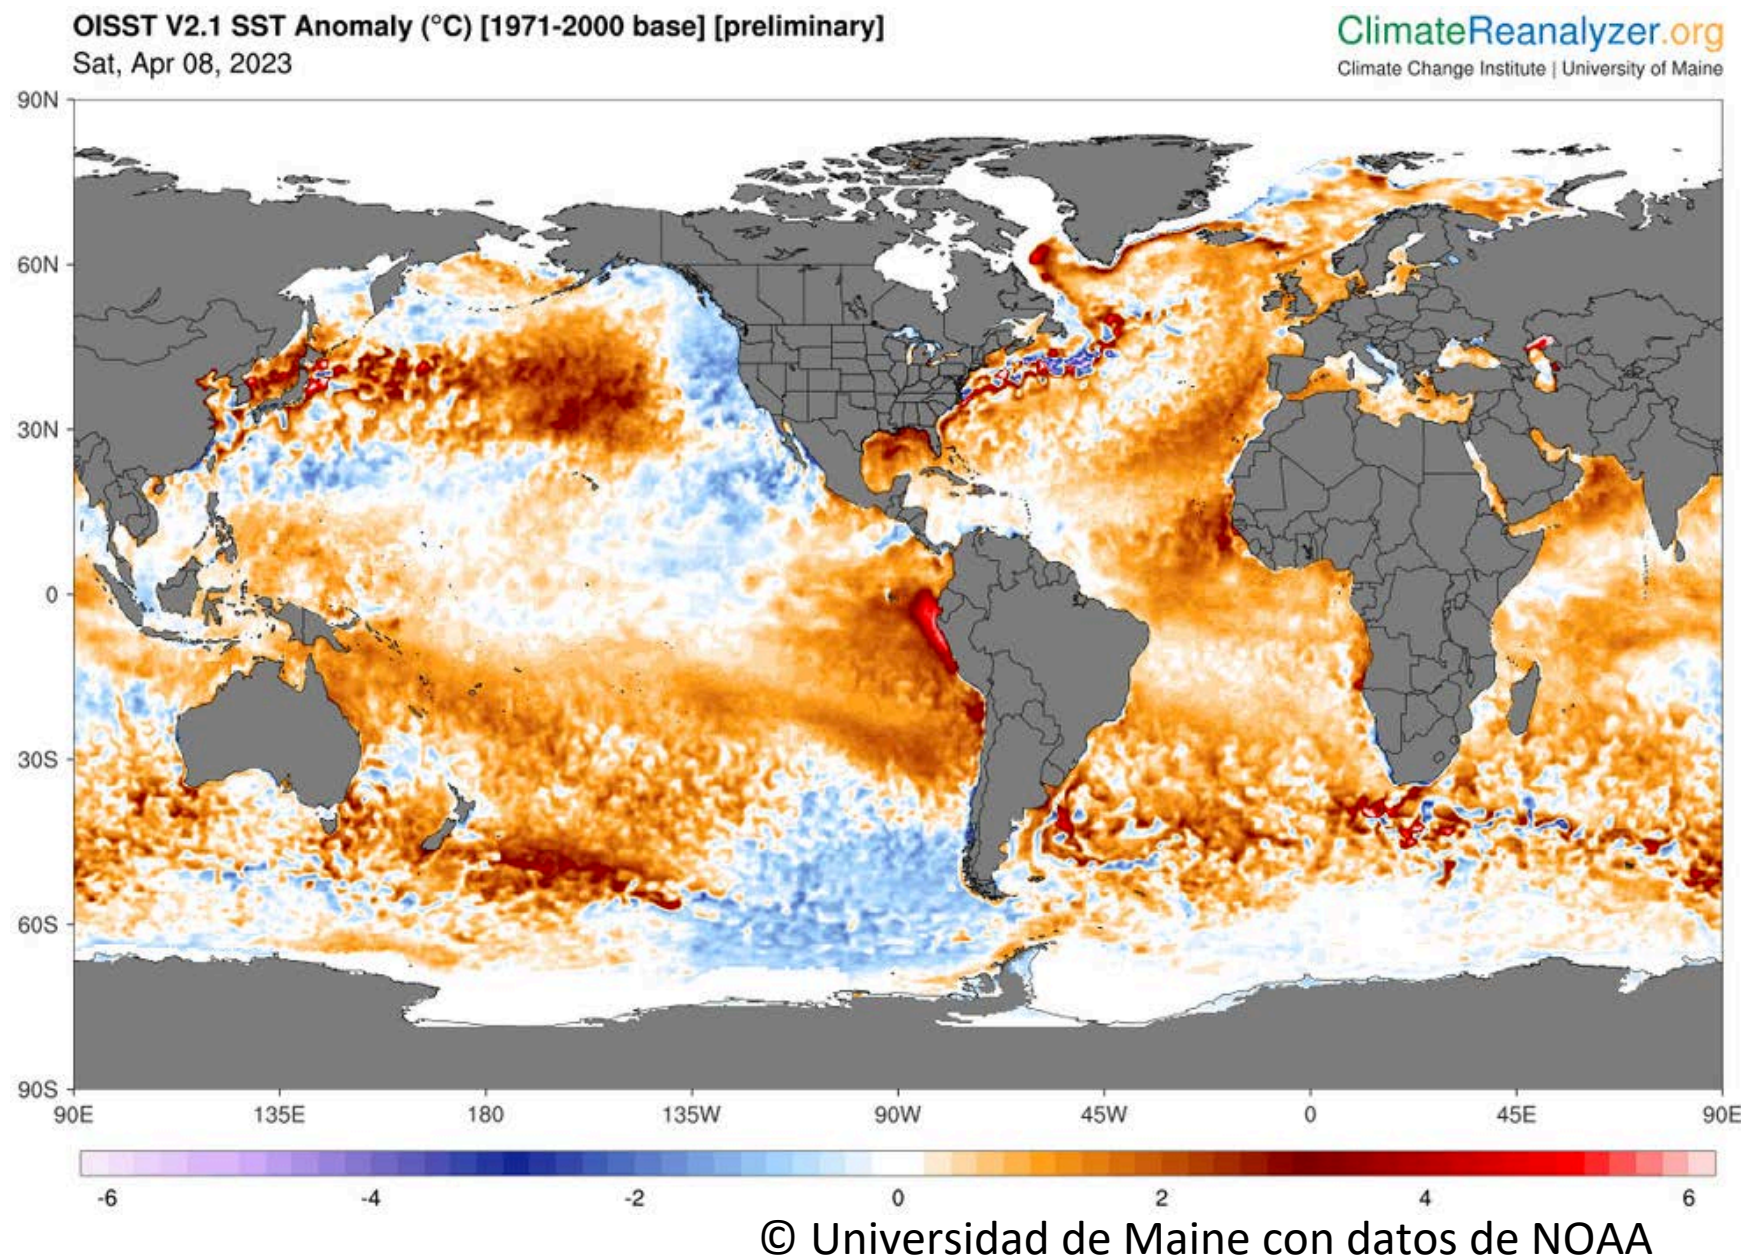 OISST V2.1 SST Anomaly (°C) [1971-2000 base] [preliminary]
Sat, Apr 08, 2023
ClimateReanalyzer.org
Climate Change Institute | University of Maine
90N
60N
30N
0
30S
60S
90S
90E 135E 180 135W 90W 45W 0 45E 90E
-6 -4 -2 0 2 4 6
© Universidad de Maine con datos de NOAA